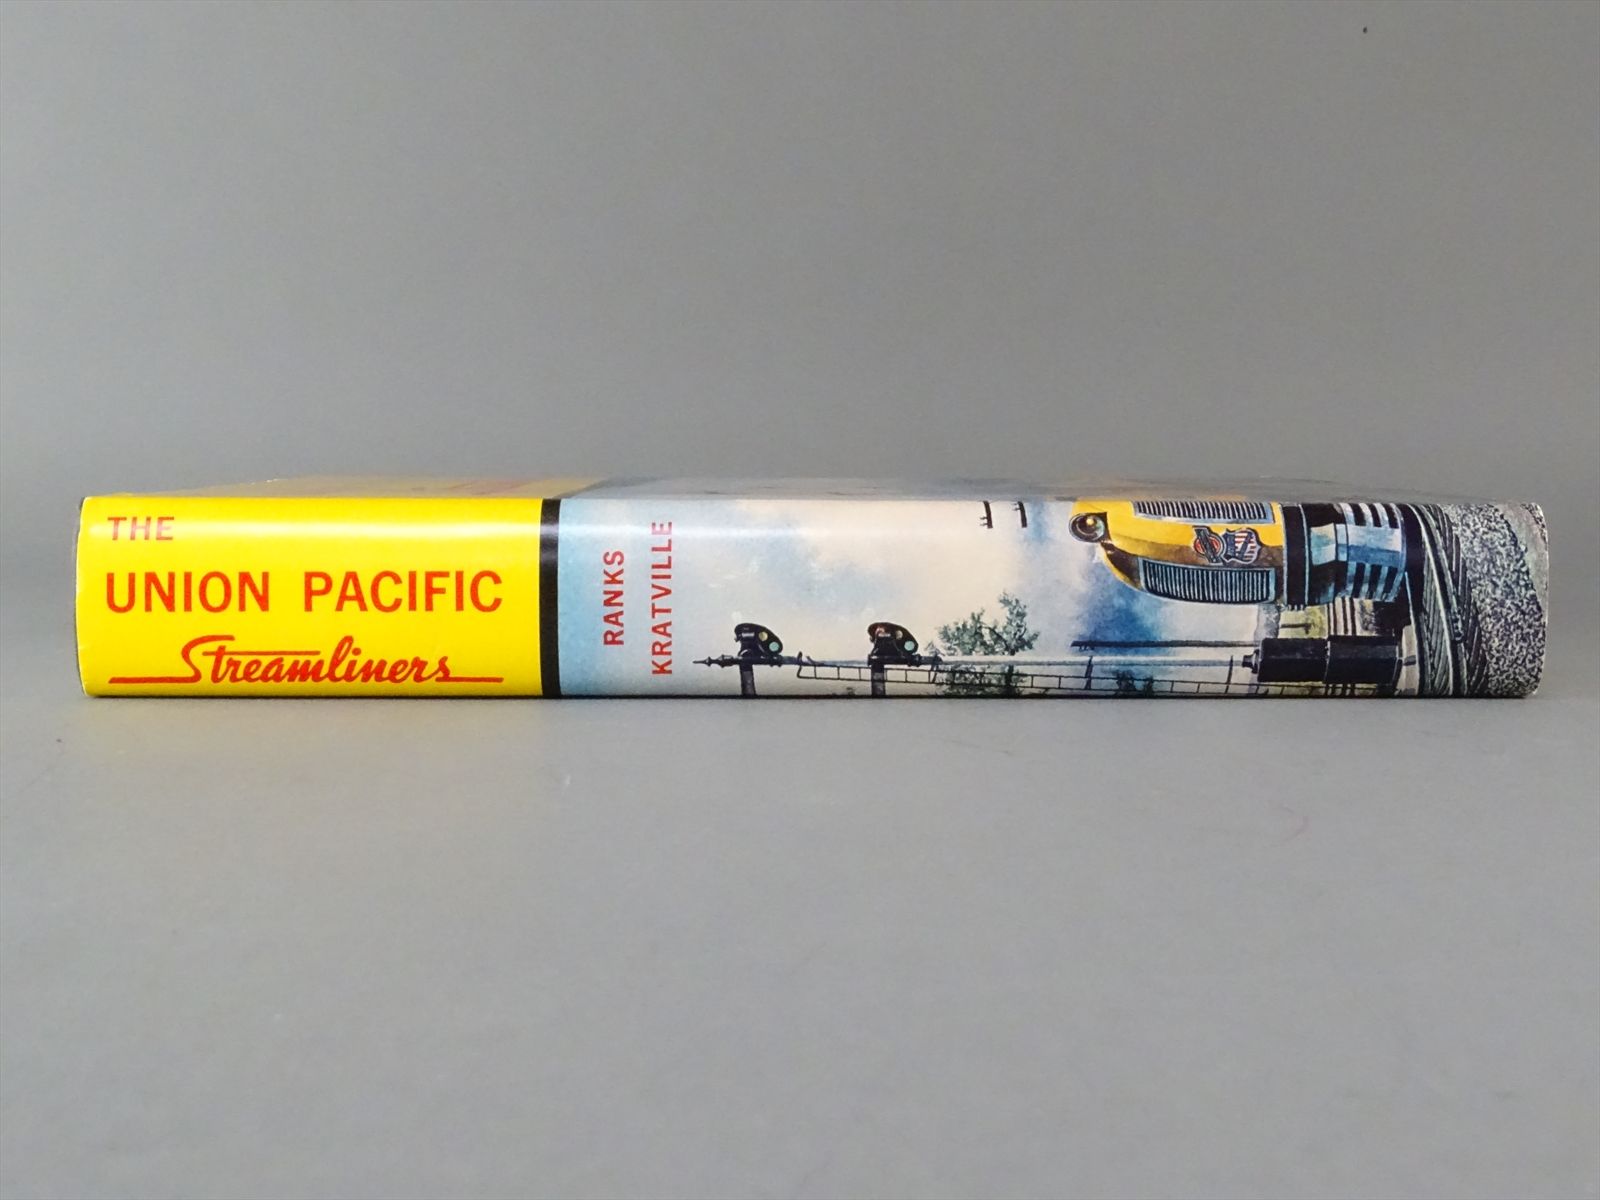 THE
UNION PACIFIC
Streamliners
RANKS
KRATVILLE